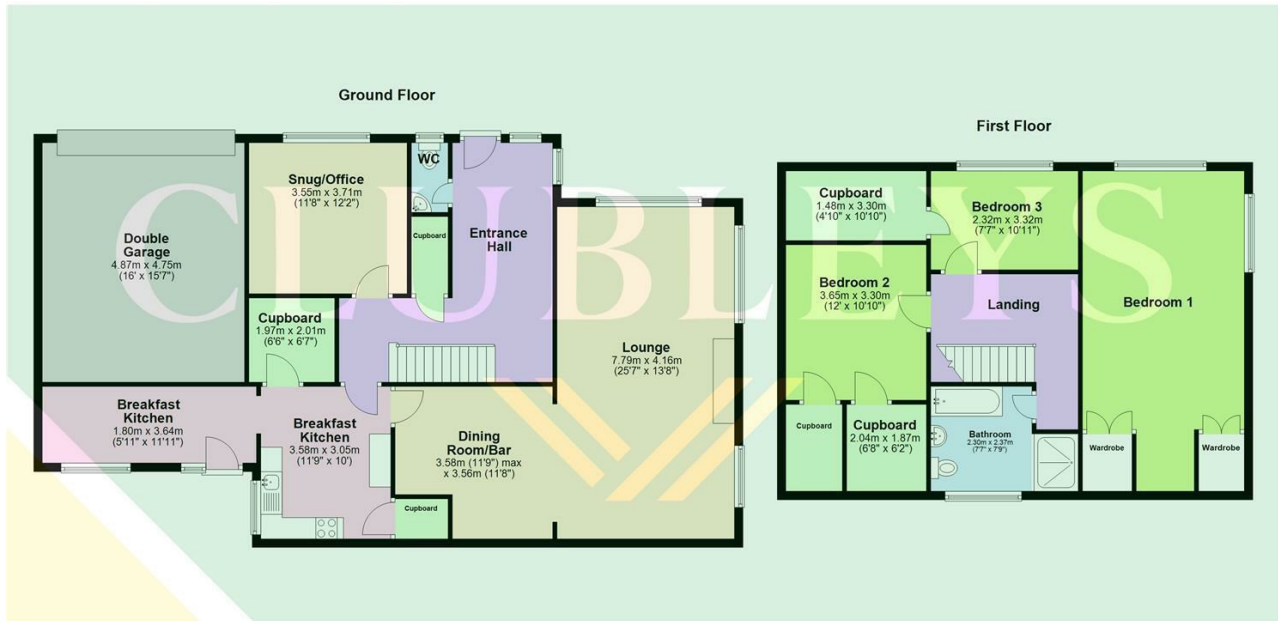 Ground Floor
First Floor
CLUBLEYS
Double
Garage
4.87m x 4.75m
(16' x 15'7")
Snug/Office
3.55m x 3.71m
(11'8" x 12'2")
WC
Cupboard
Entrance
Hall
Cupboard
1.97m x 2.01m
(6'6" x 6'7")
Lounge
7.79m x 4.16m
(25'7" x 13'8")
Breakfast
Kitchen
1.80m x 3.64m
(5'11" x 11'11")
Breakfast
Kitchen
3.58m x 3.05m
(11'9" x 10')
Dining
Room/Bar
3.58m (11'9") max
x 3.56m (11'8")
Cupboard
Cupboard
1.48m x 3.30m
(4'10" x 10'10")
Bedroom 3
2.32m x 3.32m
(7'7" x 10'11")
Bedroom 2
3.65m x 3.30m
(12' x 10'10")
Landing
Bedroom 1
Cupboard
Cupboard
2.04m x 1.87m
(6'8" x 6'2")
Bathroom
2.30m x 2.37m
(7'7" x 7'9")
Wardrobe
Wardrobe